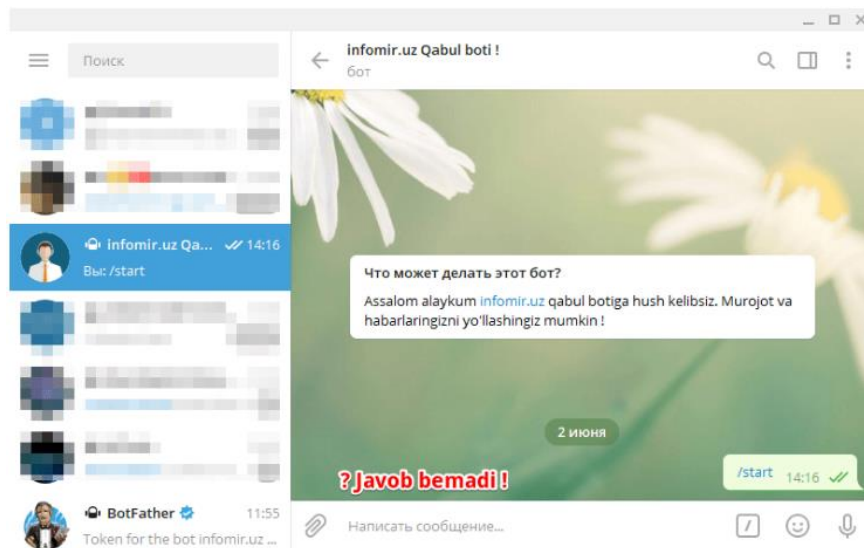 Поиск
infomir.uz Qa... 14:16
Вы: /start
BotFather 11:55
Token for the bot infomir.uz ...
infomir.uz Qabul boti !
бот
Что может делать этот бот?
Assalom alaykum infomir.uz qabul botiga hush kelibsiz. Murojot va
habarlaringizni yo'llashingiz mumkin !
2 июня
/start 14:16
? Javob bemadi !
Написать сообщение...